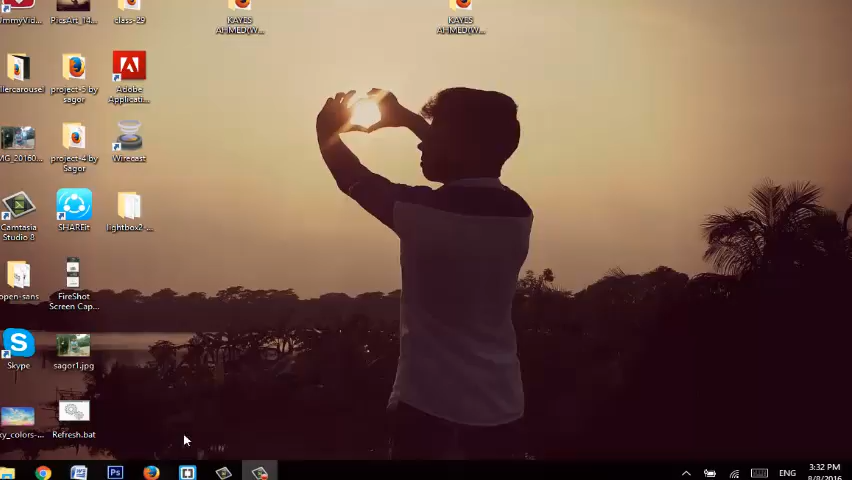 ummyVid...
PicsArt_14...
class-29
KAYES
AHMED(W...
KAYES
AHMED(W...
llercarousel
project-5 by
sagor
Adobe
Applicati...
MG_20160...
project-4 by
Sagor
Wirecast
Camtasia
Studio 8
SHAREit
lightbox2-...
open-sans
FireShot
Screen Cap...
Skype
sagor1.jpg
ky_colors-...
Refresh.bat
ENG
3:32 PM
8/8/2016